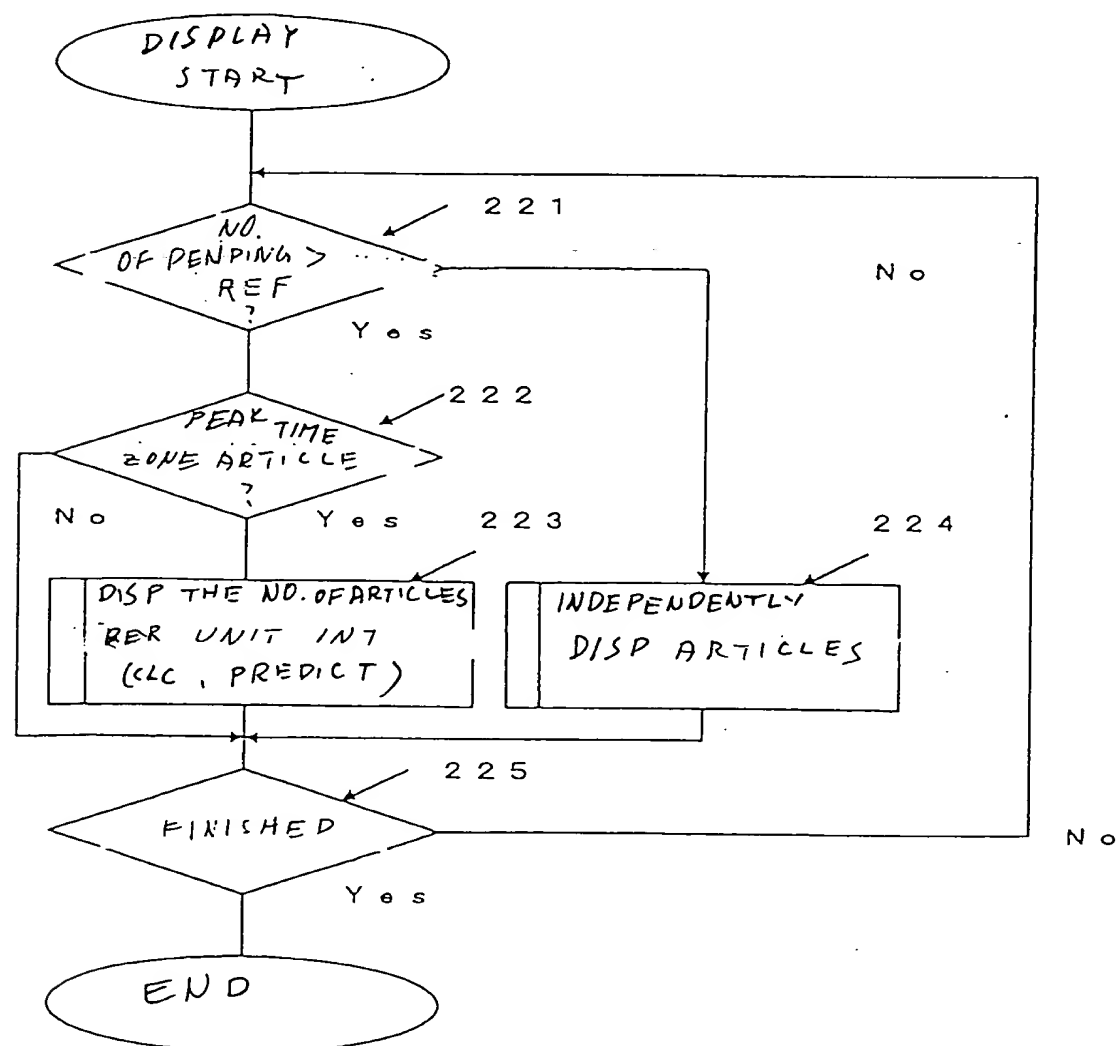 DISPLAY
START
221
NO.
OF PENDING >
REF
?
No
Yes
222
PEAK TIME
ZONE ARTICLE
?
No
Yes
223
224
DISP THE NO. OF ARTICLES
PER UNIT INT
(CLC, PREDICT)
INDEPENDENTLY
DISP ARTICLES
225
FINISHED
No
Yes
END